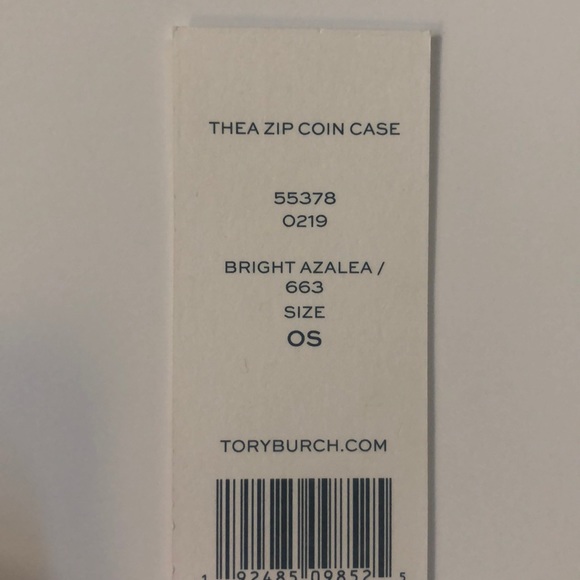 THEA ZIP COIN CASE
55378
0219
BRIGHT AZALEA /
663
SIZE
OS
TORYBURCH.COM
1 92485 09852 5